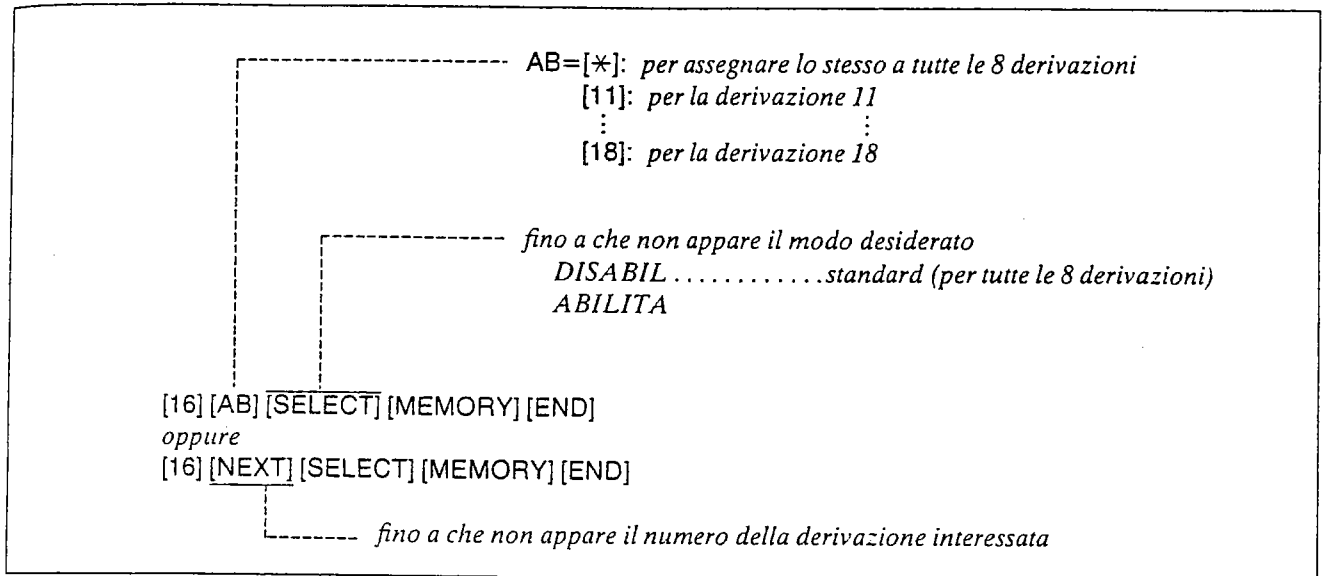 AB=[*]: per assegnare lo stesso a tutte le 8 derivazioni
[11]: per la derivazione 11
⋮ ⋮
[18]: per la derivazione 18
fino a che non appare il modo desiderato
DISABIL ............standard (per tutte le 8 derivazioni)
ABILITA
[16] [AB] [SELECT] [MEMORY] [END]
oppure
[16] [NEXT] [SELECT] [MEMORY] [END]
fino a che non appare il numero della derivazione interessata